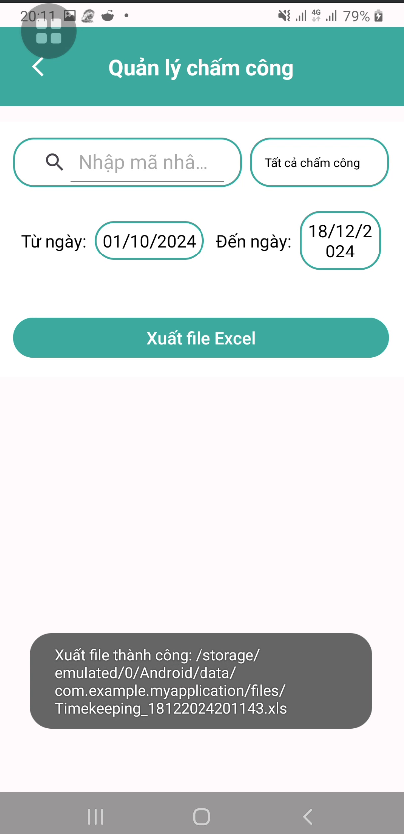 20:11 4G 79%
Quản lý chấm công
Nhập mã nhâ...
Tất cả chấm công
Từ ngày: 01/10/2024 Đến ngày: 18/12/2
024
Xuất file Excel
Xuất file thành công: /storage/
emulated/0/Android/data/
com.example.myapplication/files/
Timekeeping_18122024201143.xls